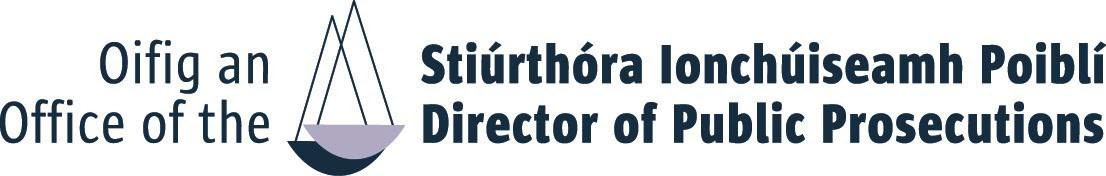 Oifig an Stiúrthóra Ionchúiseamh Poiblí
Office of the Director of Public Prosecutions